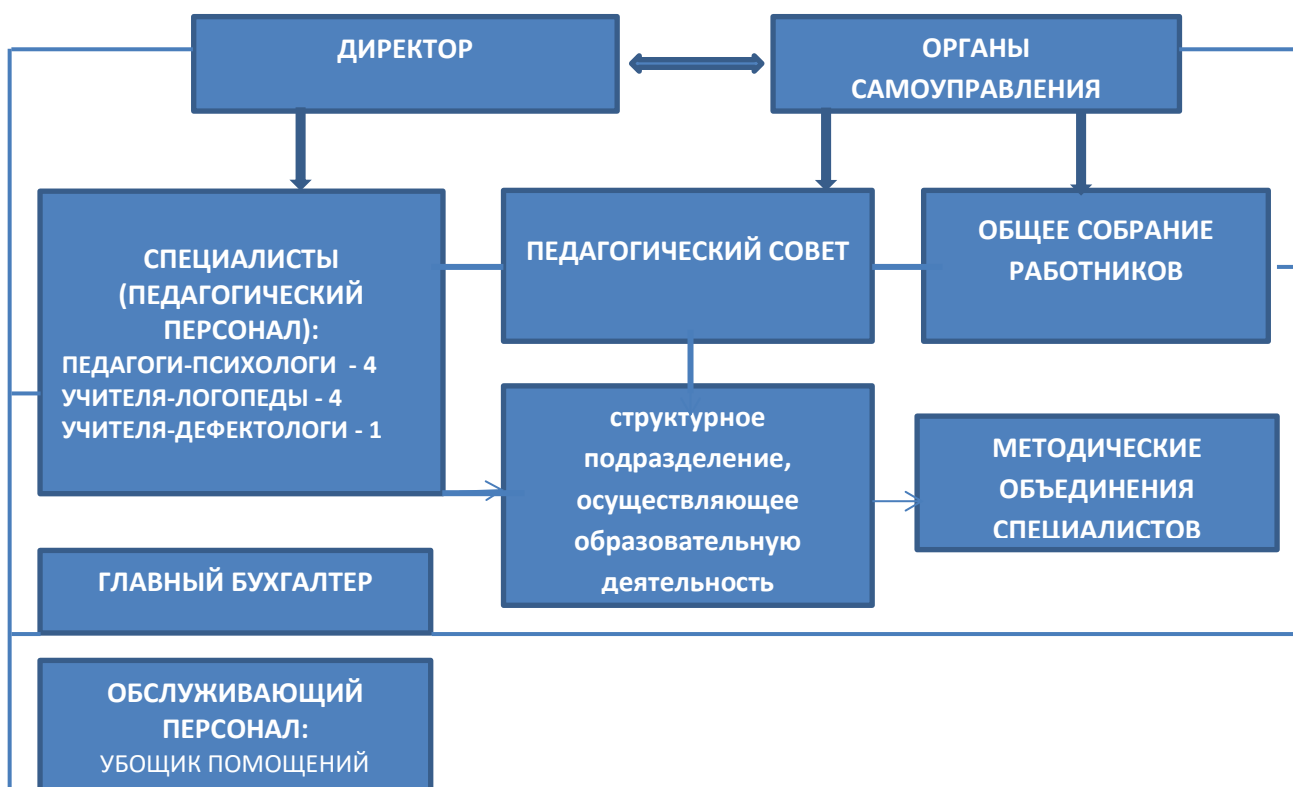 ДИРЕКТОР
ОРГАНЫ
САМОУПРАВЛЕНИЯ
СПЕЦИАЛИСТЫ
(ПЕДАГОГИЧЕСКИЙ
ПЕРСОНАЛ):
ПЕДАГОГИ-ПСИХОЛОГИ - 4
УЧИТЕЛЯ-ЛОГОПЕДЫ - 4
УЧИТЕЛЯ-ДЕФЕКТОЛОГИ - 1
ПЕДАГОГИЧЕСКИЙ СОВЕТ
ОБЩЕЕ СОБРАНИЕ
РАБОТНИКОВ
структурное
подразделение,
осуществляющее
образовательную
деятельность
МЕТОДИЧЕСКИЕ
ОБЪЕДИНЕНИЯ
СПЕЦИАЛИСТОВ
ГЛАВНЫЙ БУХГАЛТЕР
ОБСЛУЖИВАЮЩИЙ
ПЕРСОНАЛ:
УБОЩИК ПОМОЩЕНИЙ